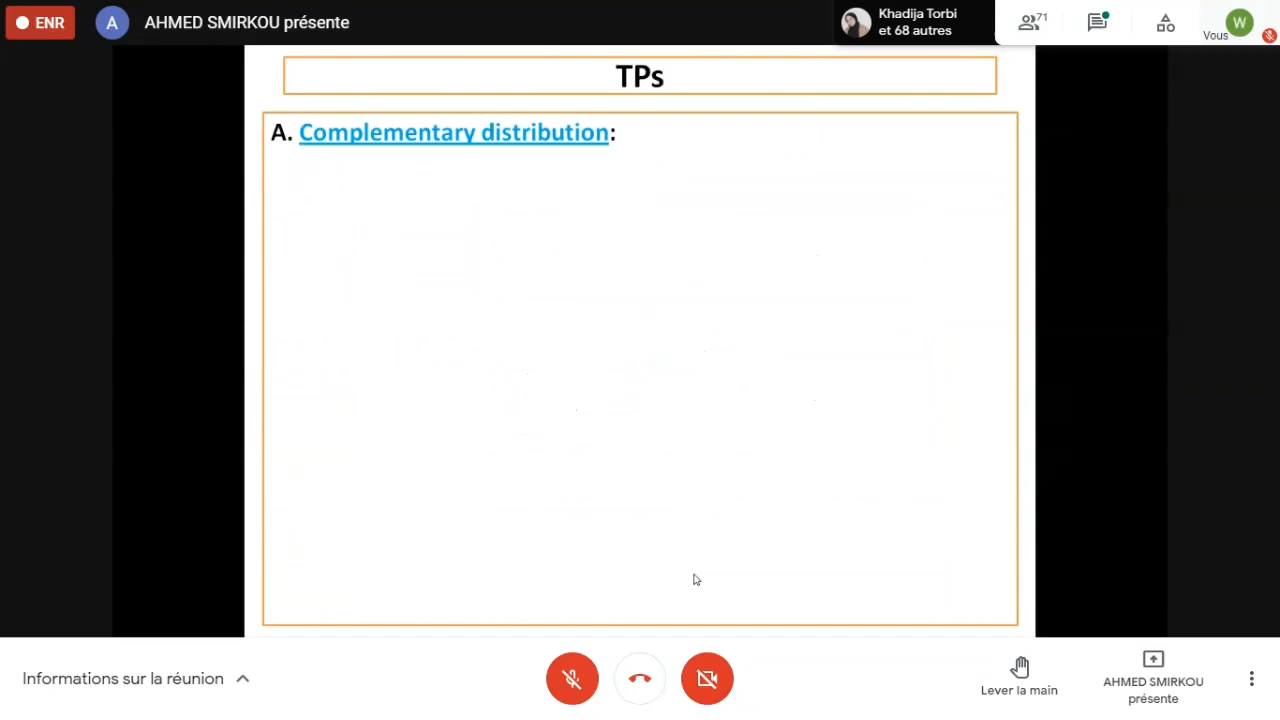 ENR
A
AHMED SMIRKOU présente
Khadija Torbi
et 68 autres
71
Vous
W
TPs
A. Complementary distribution:
Informations sur la réunion
Lever la main
AHMED SMIRKOU
présente